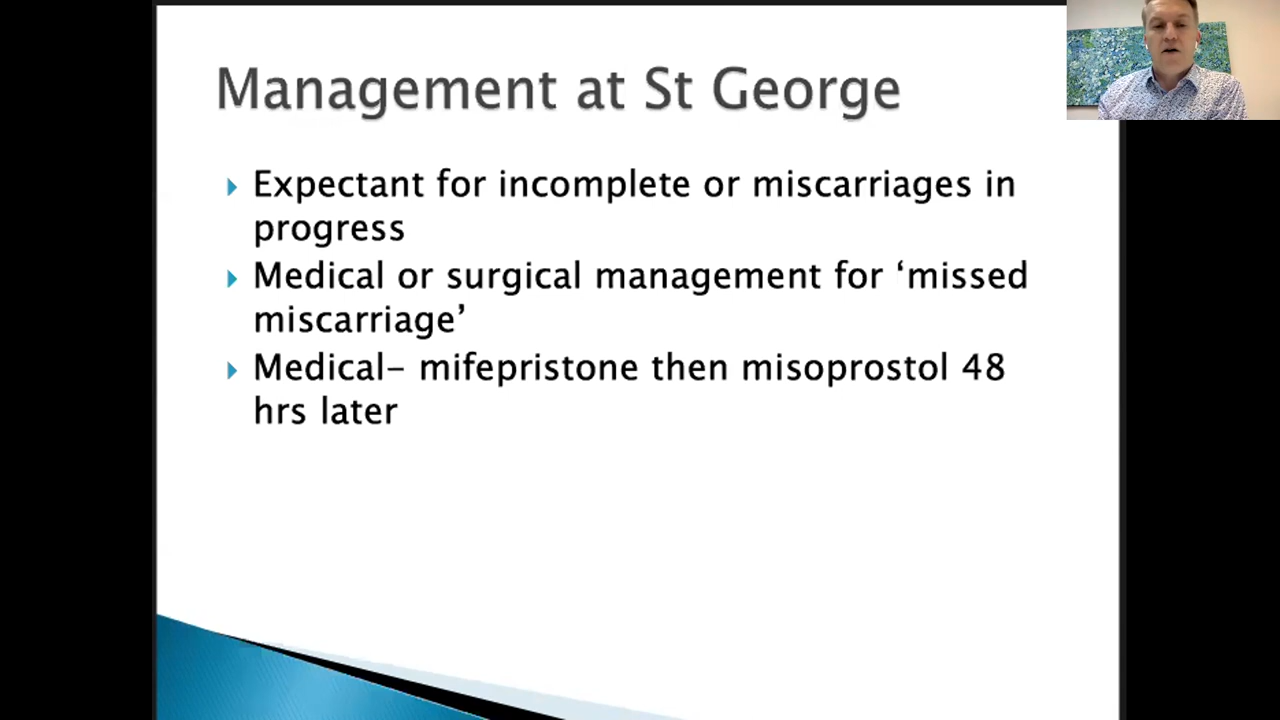 Management at St George
Expectant for incomplete or miscarriages in
progress
Medical or surgical management for ‘missed
miscarriage’
Medical– mifepristone then misoprostol 48
hrs later